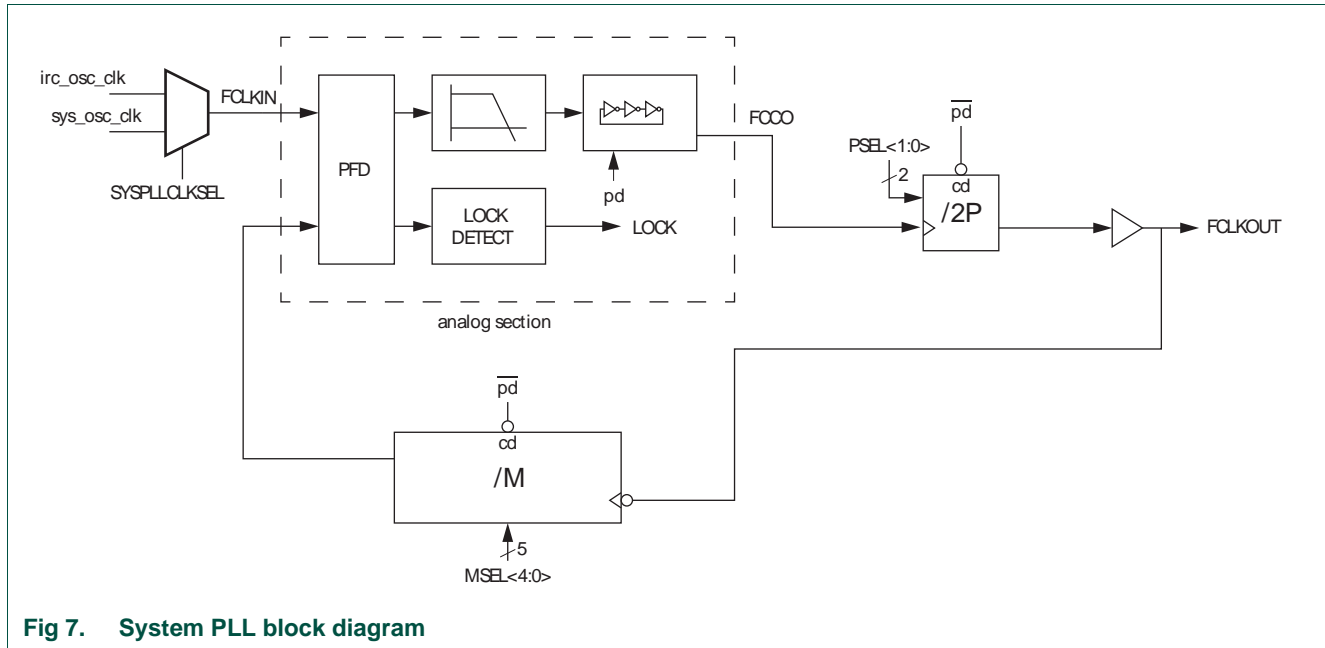 irc_osc_clk
sys_osc_clk
SYSPLLCLKSEL
FCLKIN
PFD
LOCK
DETECT
LOCK
pd
FCCO
analog section
pd
PSEL<1:0>
2
cd
/2P
FCLKOUT
pd
cd
/M
5
MSEL<4:0>
Fig 7. System PLL block diagram